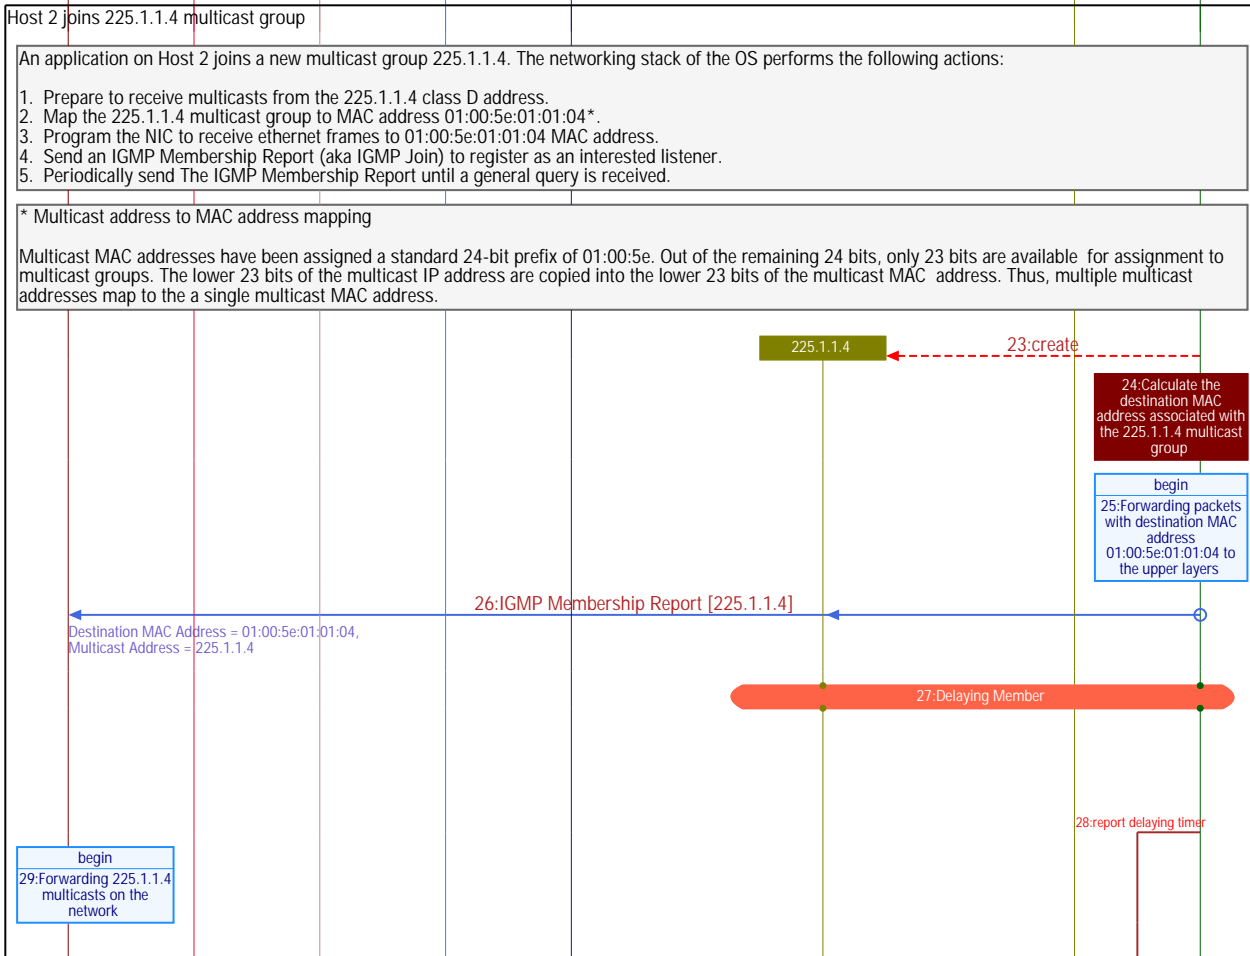 Host 2 joins 225.1.1.4 multicast group
An application on Host 2 joins a new multicast group 225.1.1.4. The networking stack of the OS performs the following actions:
1. Prepare to receive multicasts from the 225.1.1.4 class D address.
2. Map the 225.1.1.4 multicast group to MAC address 01:00:5e:01:01:04*.
3. Program the NIC to receive ethernet frames to 01:00:5e:01:01:04 MAC address.
4. Send an IGMP Membership Report (aka IGMP Join) to register as an interested listener.
5. Periodically send The IGMP Membership Report until a general query is received.
* Multicast address to MAC address mapping
Multicast MAC addresses have been assigned a standard 24-bit prefix of 01:00:5e. Out of the remaining 24 bits, only 23 bits are available for assignment to
multicast groups. The lower 23 bits of the multicast IP address are copied into the lower 23 bits of the multicast MAC address. Thus, multiple multicast
addresses map to the a single multicast MAC address.
225.1.1.4
23:create
24:Calculate the
destination MAC
address associated with
the 225.1.1.4 multicast
group
begin
25:Forwarding packets
with destination MAC
address
01:00:5e:01:01:04 to
the upper layers
26:IGMP Membership Report [225.1.1.4]
Destination MAC Address = 01:00:5e:01:01:04,
Multicast Address = 225.1.1.4
27:Delaying Member
28:report delaying timer
begin
29:Forwarding 225.1.1.4
multicasts on the
network